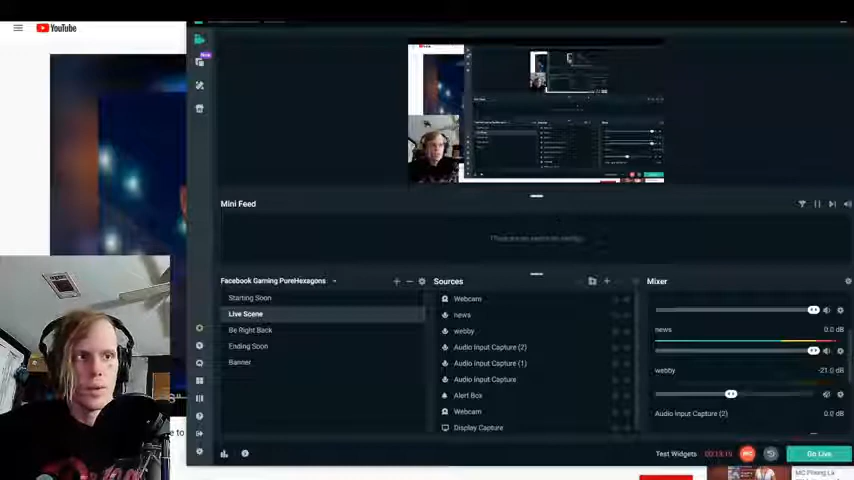 YouTube
New
Mini Feed
Facebook Gaming PureHexagons
Sources
Mixer
Starting Soon
Webcam
Live Scene
news
news
0.0 dB
Be Right Back
webby
Ending Soon
Audio Input Capture (2)
Banner
Audio Input Capture (1)
webby
-21.0 dB
Audio Input Capture
Alert Box
Webcam
Audio Input Capture (2)
0.0 dB
Display Capture
Test Widgets
REC
Go Live